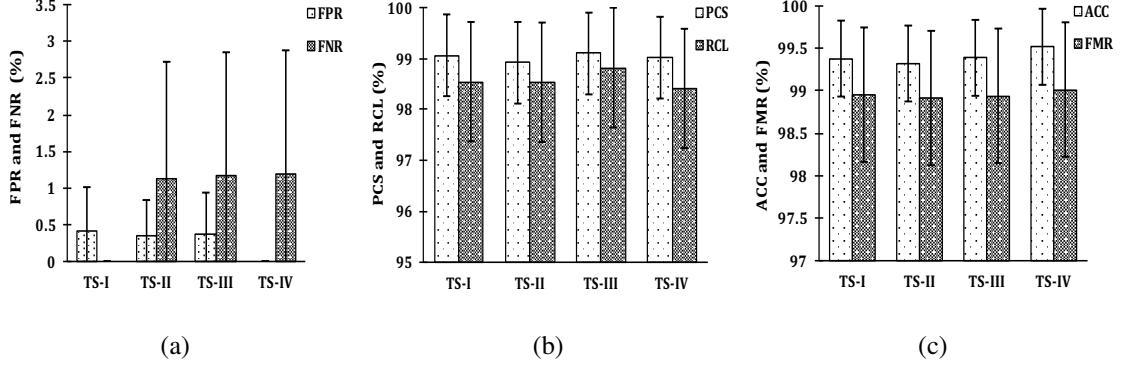 3.5
3
2.5
2
1.5
1
0.5
0
FPR and FNR (%)
FPR
FNR
TS-I TS-II TS-III TS-IV
(a)
100
99
98
97
96
95
PCS and RCL (%)
PCS
RCL
TS-I TS-II TS-III TS-IV
(b)
100
99.5
99
98.5
98
97.5
97
ACC and FMR (%)
ACC
FMR
TS-I TS-II TS-III TS-IV
(c)